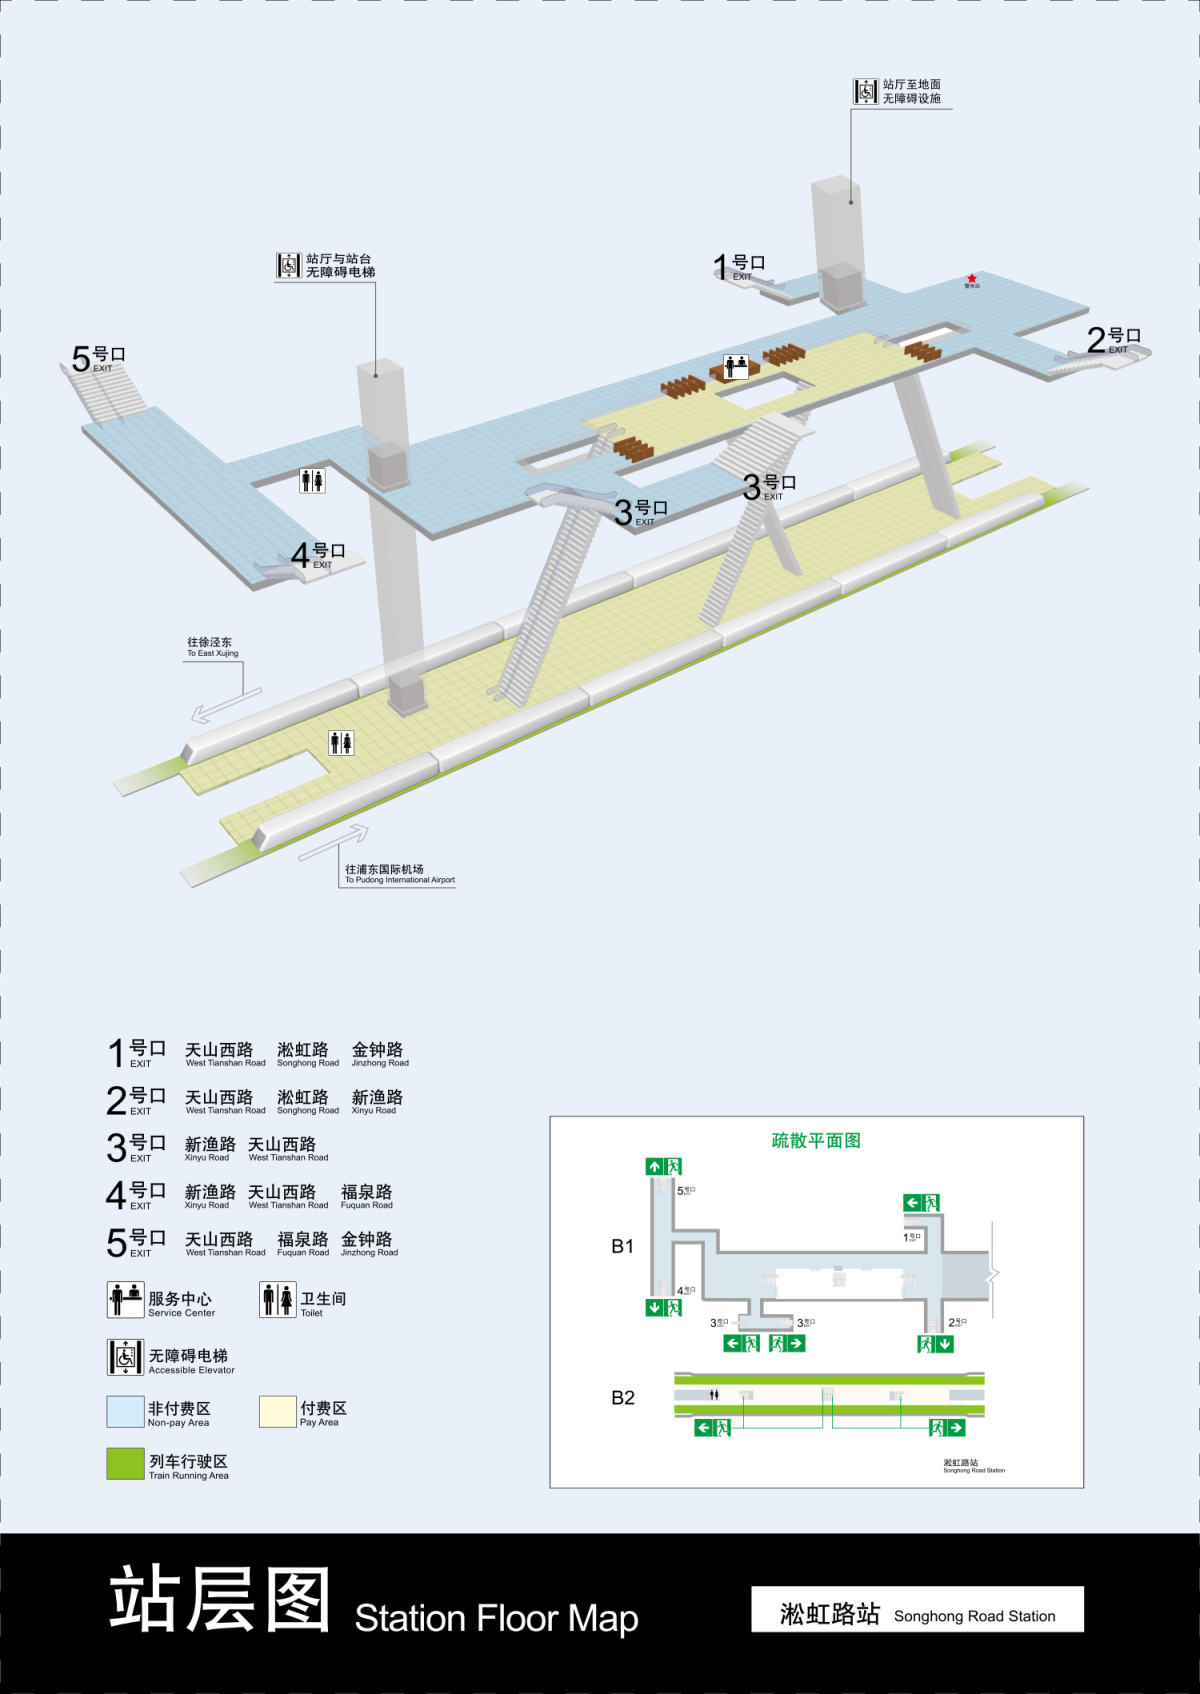 站厅至地面
无障碍设施
站厅与站台
无障碍电梯
1号口
EXIT
警务站
2号口
EXIT
5号口
EXIT
3号口
EXIT
3号口
EXIT
4号口
EXIT
往徐泾东
To East Xujing
往浦东国际机场
To Pudong International Airport
1号口 天山西路 淞虹路 金钟路
EXIT West Tianshan Road Songhong Road Jinzhong Road
2号口 天山西路 淞虹路 新渔路
EXIT West Tianshan Road Songhong Road Xinyu Road
3号口 新渔路 天山西路
EXIT Xinyu Road West Tianshan Road
4号口 新渔路 天山西路 福泉路
EXIT Xinyu Road West Tianshan Road Fuquan Road
5号口 天山西路 福泉路 金钟路
EXIT West Tianshan Road Fuquan Road Jinzhong Road
服务中心 卫生间
Service Center Toilet
无障碍电梯
Accessible Elevator
非付费区 付费区
Non-pay Area Pay Area
列车行驶区
Train Running Area
疏散平面图
5号口
EXIT
B1
1号口
EXIT
4号口
EXIT
3号口
EXIT
3号口
EXIT
2号口
EXIT
B2
淞虹路站
Songhong Road Station
站层图 Station Floor Map
淞虹路站 Songhong Road Station